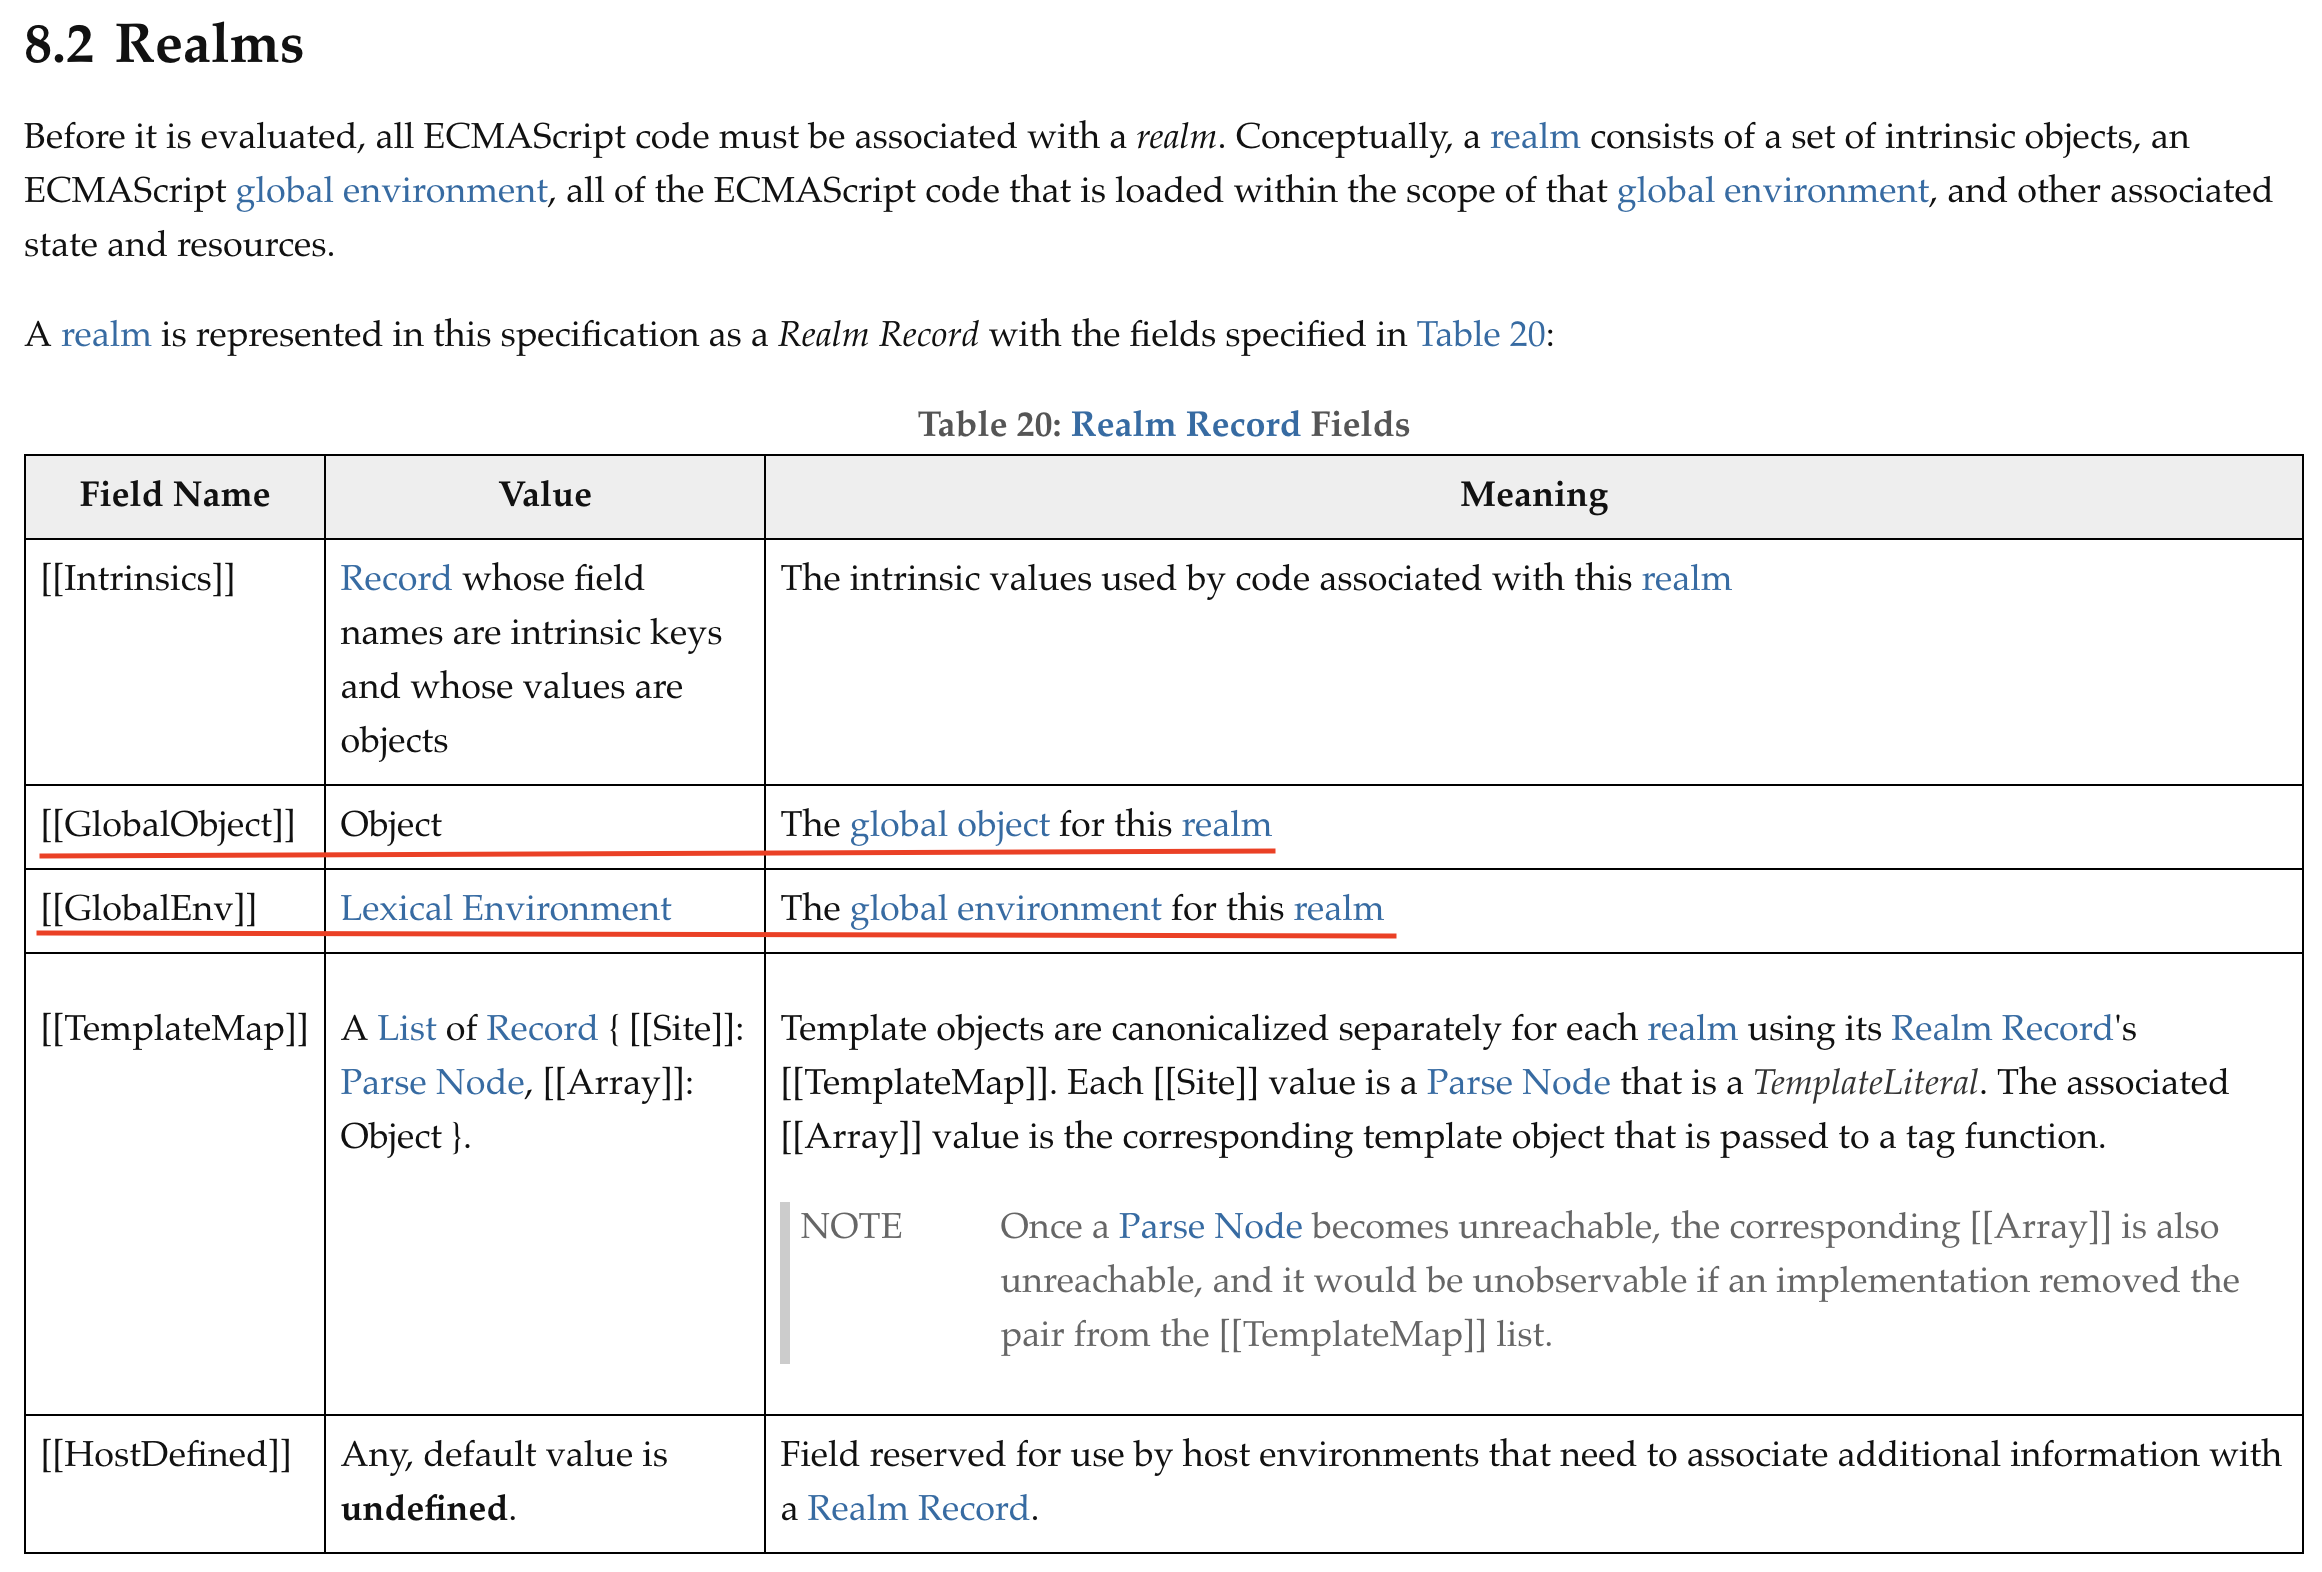 8.2 Realms
Before it is evaluated, all ECMAScript code must be associated with a realm. Conceptually, a realm consists of a set of intrinsic objects, an
ECMAScript global environment, all of the ECMAScript code that is loaded within the scope of that global environment, and other associated
state and resources.
A realm is represented in this specification as a Realm Record with the fields specified in Table 20:
Table 20: Realm Record Fields
Field Name Value Meaning
[[Intrinsics]] Record whose field The intrinsic values used by code associated with this realm
names are intrinsic keys
and whose values are
objects
[[GlobalObject]] Object The global object for this realm
[[GlobalEnv]] Lexical Environment The global environment for this realm
[[TemplateMap]] A List of Record { [[Site]]: Template objects are canonicalized separately for each realm using its Realm Record's
Parse Node, [[Array]]: [[TemplateMap]]. Each [[Site]] value is a Parse Node that is a TemplateLiteral. The associated
Object }. [[Array]] value is the corresponding template object that is passed to a tag function.
NOTE Once a Parse Node becomes unreachable, the corresponding [[Array]] is also
unreachable, and it would be unobservable if an implementation removed the
pair from the [[TemplateMap]] list.
[[HostDefined]] Any, default value is Field reserved for use by host environments that need to associate additional information with
undefined. a Realm Record.